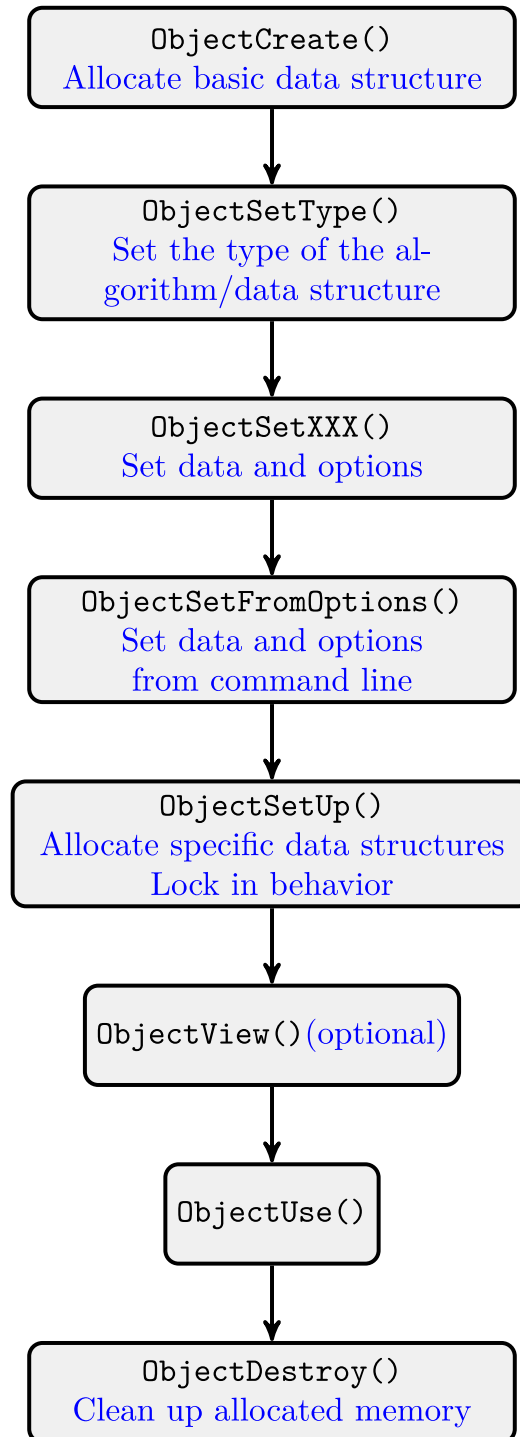 ObjectCreate()
Allocate basic data structure
ObjectSetType()
Set the type of the al-
gorithm/data structure
ObjectSetXXX()
Set data and options
ObjectSetFromOptions()
Set data and options
from command line
ObjectSetUp()
Allocate specific data structures
Lock in behavior
ObjectView()(optional)
ObjectUse()
ObjectDestroy()
Clean up allocated memory